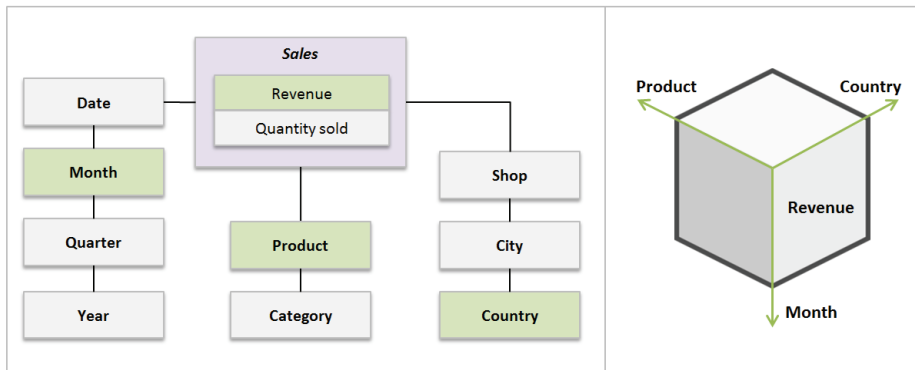 Sales
Revenue
Quantity sold
Date
Month
Quarter
Year
Product
Category
Shop
City
Country
Product
Country
Revenue
Month